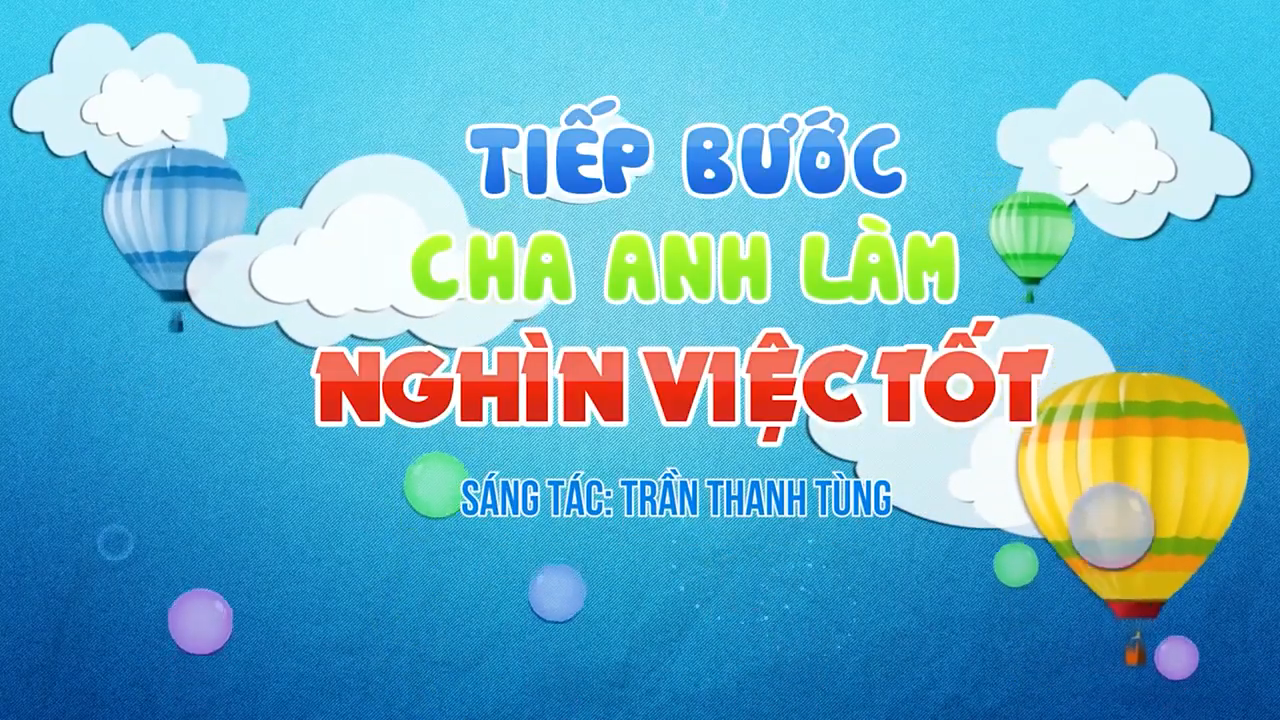 TIẾP BƯỚC
CHA ANH LÀM
NGHÌN VIỆC TỐT
SÁNG TÁC: TRẦN THANH TÙNG